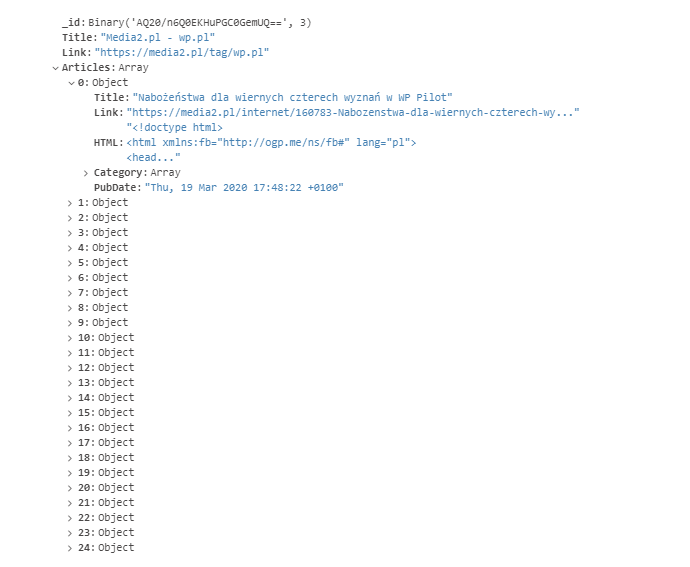 _id: Binary('AQ20/n6Q0EKHuPGC0GemUQ==', 3)
Title: "Media2.pl - wp.pl"
Link: "https://media2.pl/tag/wp.pl"
Articles: Array
0: Object
Title: "Nabożeństwa dla wiernych czterech wyznań w WP Pilot"
Link: "https://media2.pl/internet/160783-Nabozenstwa-dla-wiernych-czterech-wy..."
"<!doctype html>
HTML: <html xmlns:fb="http://ogp.me/ns/fb#" lang="pl">
<head..."
Category: Array
PubDate: "Thu, 19 Mar 2020 17:48:22 +0100"
1: Object
2: Object
3: Object
4: Object
5: Object
6: Object
7: Object
8: Object
9: Object
10: Object
11: Object
12: Object
13: Object
14: Object
15: Object
16: Object
17: Object
18: Object
19: Object
20: Object
21: Object
22: Object
23: Object
24: Object